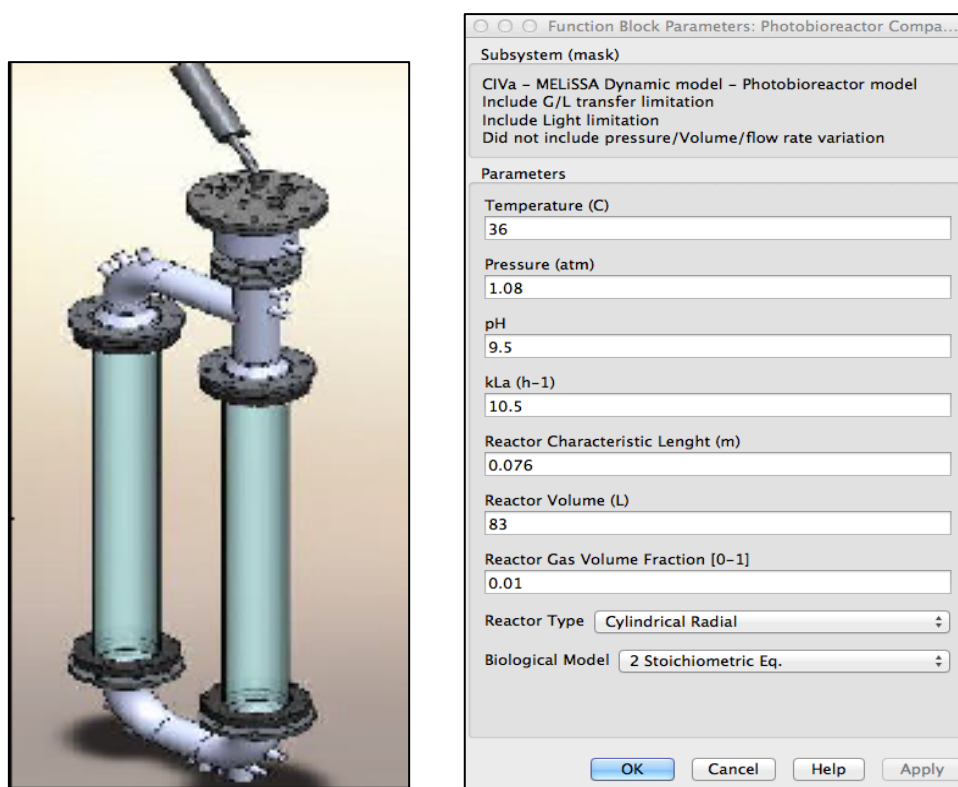 Function Block Parameters: Photobioreactor Compa...
Subsystem (mask)
CIVa - MELiSSA Dynamic model - Photobioreactor model
Include G/L transfer limitation
Include Light limitation
Did not include pressure/Volume/flow rate variation
Parameters
Temperature (C)
36
Pressure (atm)
1.08
pH
9.5
kLa (h-1)
10.5
Reactor Characteristic Lenght (m)
0.076
Reactor Volume (L)
83
Reactor Gas Volume Fraction [0-1]
0.01
Reactor Type Cylindrical Radial
Biological Model 2 Stoichiometric Eq.
OK Cancel Help Apply